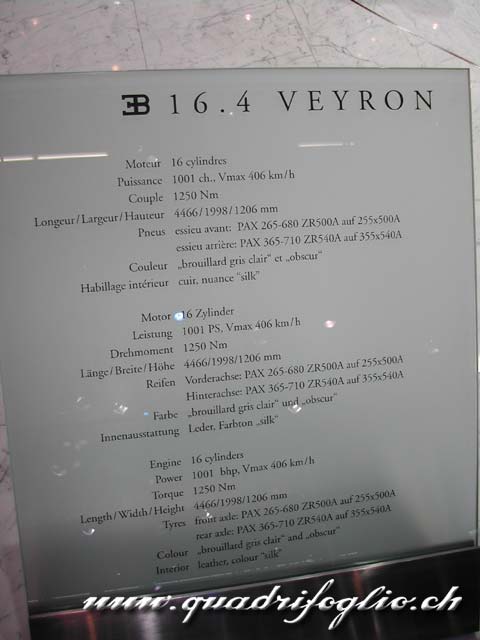 EB 16.4 VEYRON
Moteur 16 cylindres
Puissance 1001 ch., Vmax 406 km/h
Couple 1250 Nm
Longeur/Largeur/Hauteur 4466/1998/1206 mm
Pneus essieu avant: PAX 265-680 ZR500A auf 255x500A
essieu arrière: PAX 365-710 ZR540A auf 355x540A
Couleur „brouillard gris clair“ et „obscur“
Habillage intérieur cuir, nuance “silk”
Motor 16 Zylinder
Leistung 1001 PS, Vmax 406 km/h
Drehmoment 1250 Nm
Länge/Breite/Höhe 4466/1998/1206 mm
Reifen Vorderachse: PAX 265-680 ZR500A auf 255x500A
Hinterachse: PAX 365-710 ZR540A auf 355x540A
Farbe „brouillard gris clair“ und „obscur“
Innenausstattung Leder, Farbton „silk“
Engine 16 cylinders
Power 1001 bhp, Vmax 406 km/h
Torque 1250 Nm
Length/Width/Height 4466/1998/1206 mm
Tyres front axle: PAX 265-680 ZR500A auf 255x500A
rear axle: PAX 365-710 ZR540A auf 355x540A
Colour „brouillard gris clair“ and „obscur“
Interior leather, colour “silk”
www.quadrifoglio.ch